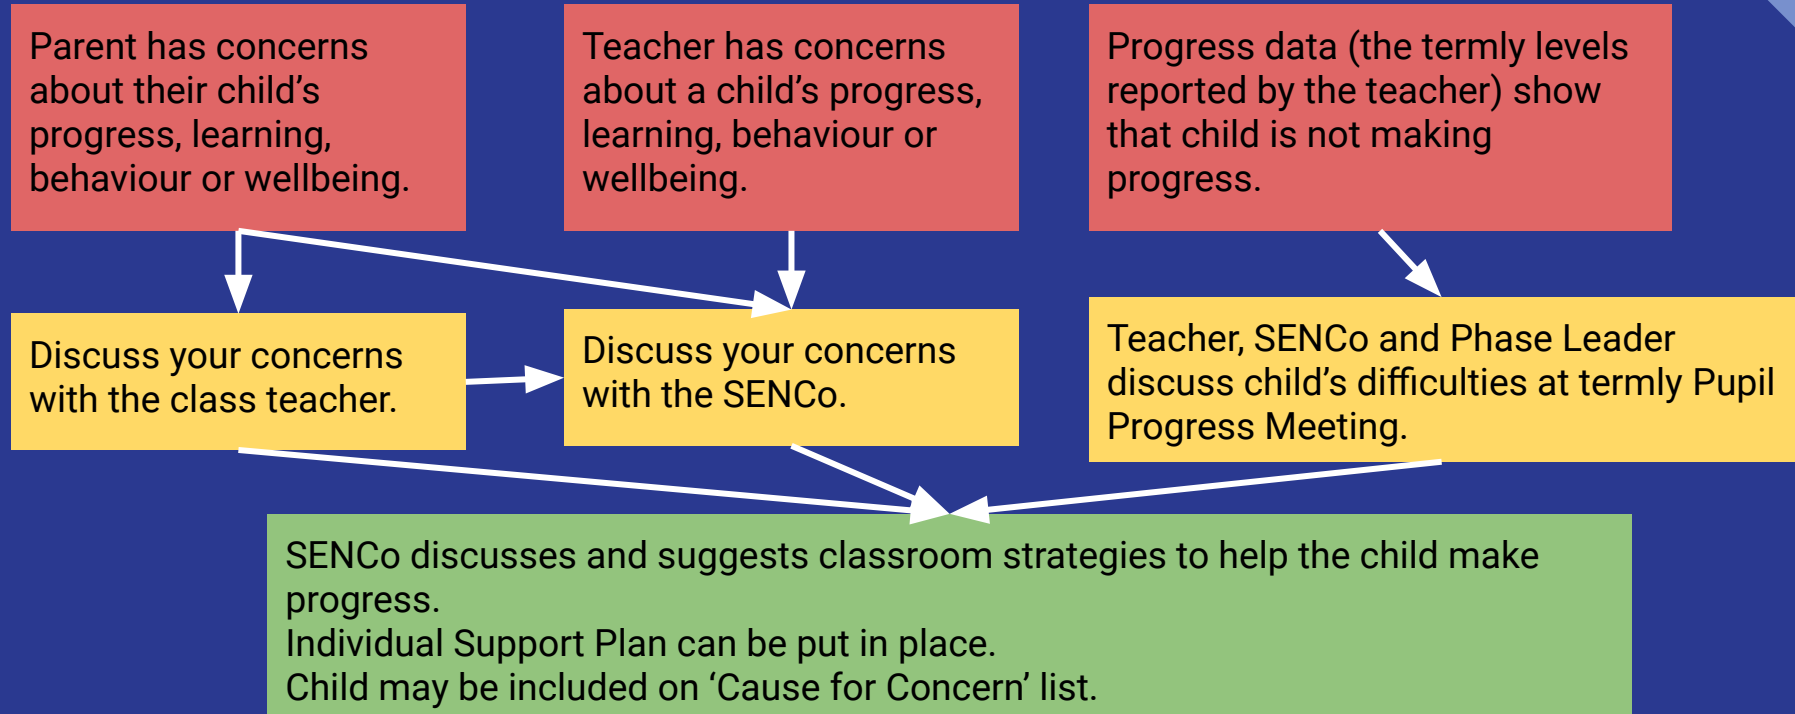 Parent has concerns
about their child’s
progress, learning,
behaviour or wellbeing.
Teacher has concerns
about a child’s progress,
learning, behaviour or
wellbeing.
Progress data (the termly levels
reported by the teacher) show
that child is not making
progress.
Discuss your concerns
with the class teacher.
Discuss your concerns
with the SENCo.
Teacher, SENCo and Phase Leader
discuss child’s difficulties at termly Pupil
Progress Meeting.
SENCo discusses and suggests classroom strategies to help the child make
progress.
Individual Support Plan can be put in place.
Child may be included on ‘Cause for Concern’ list.